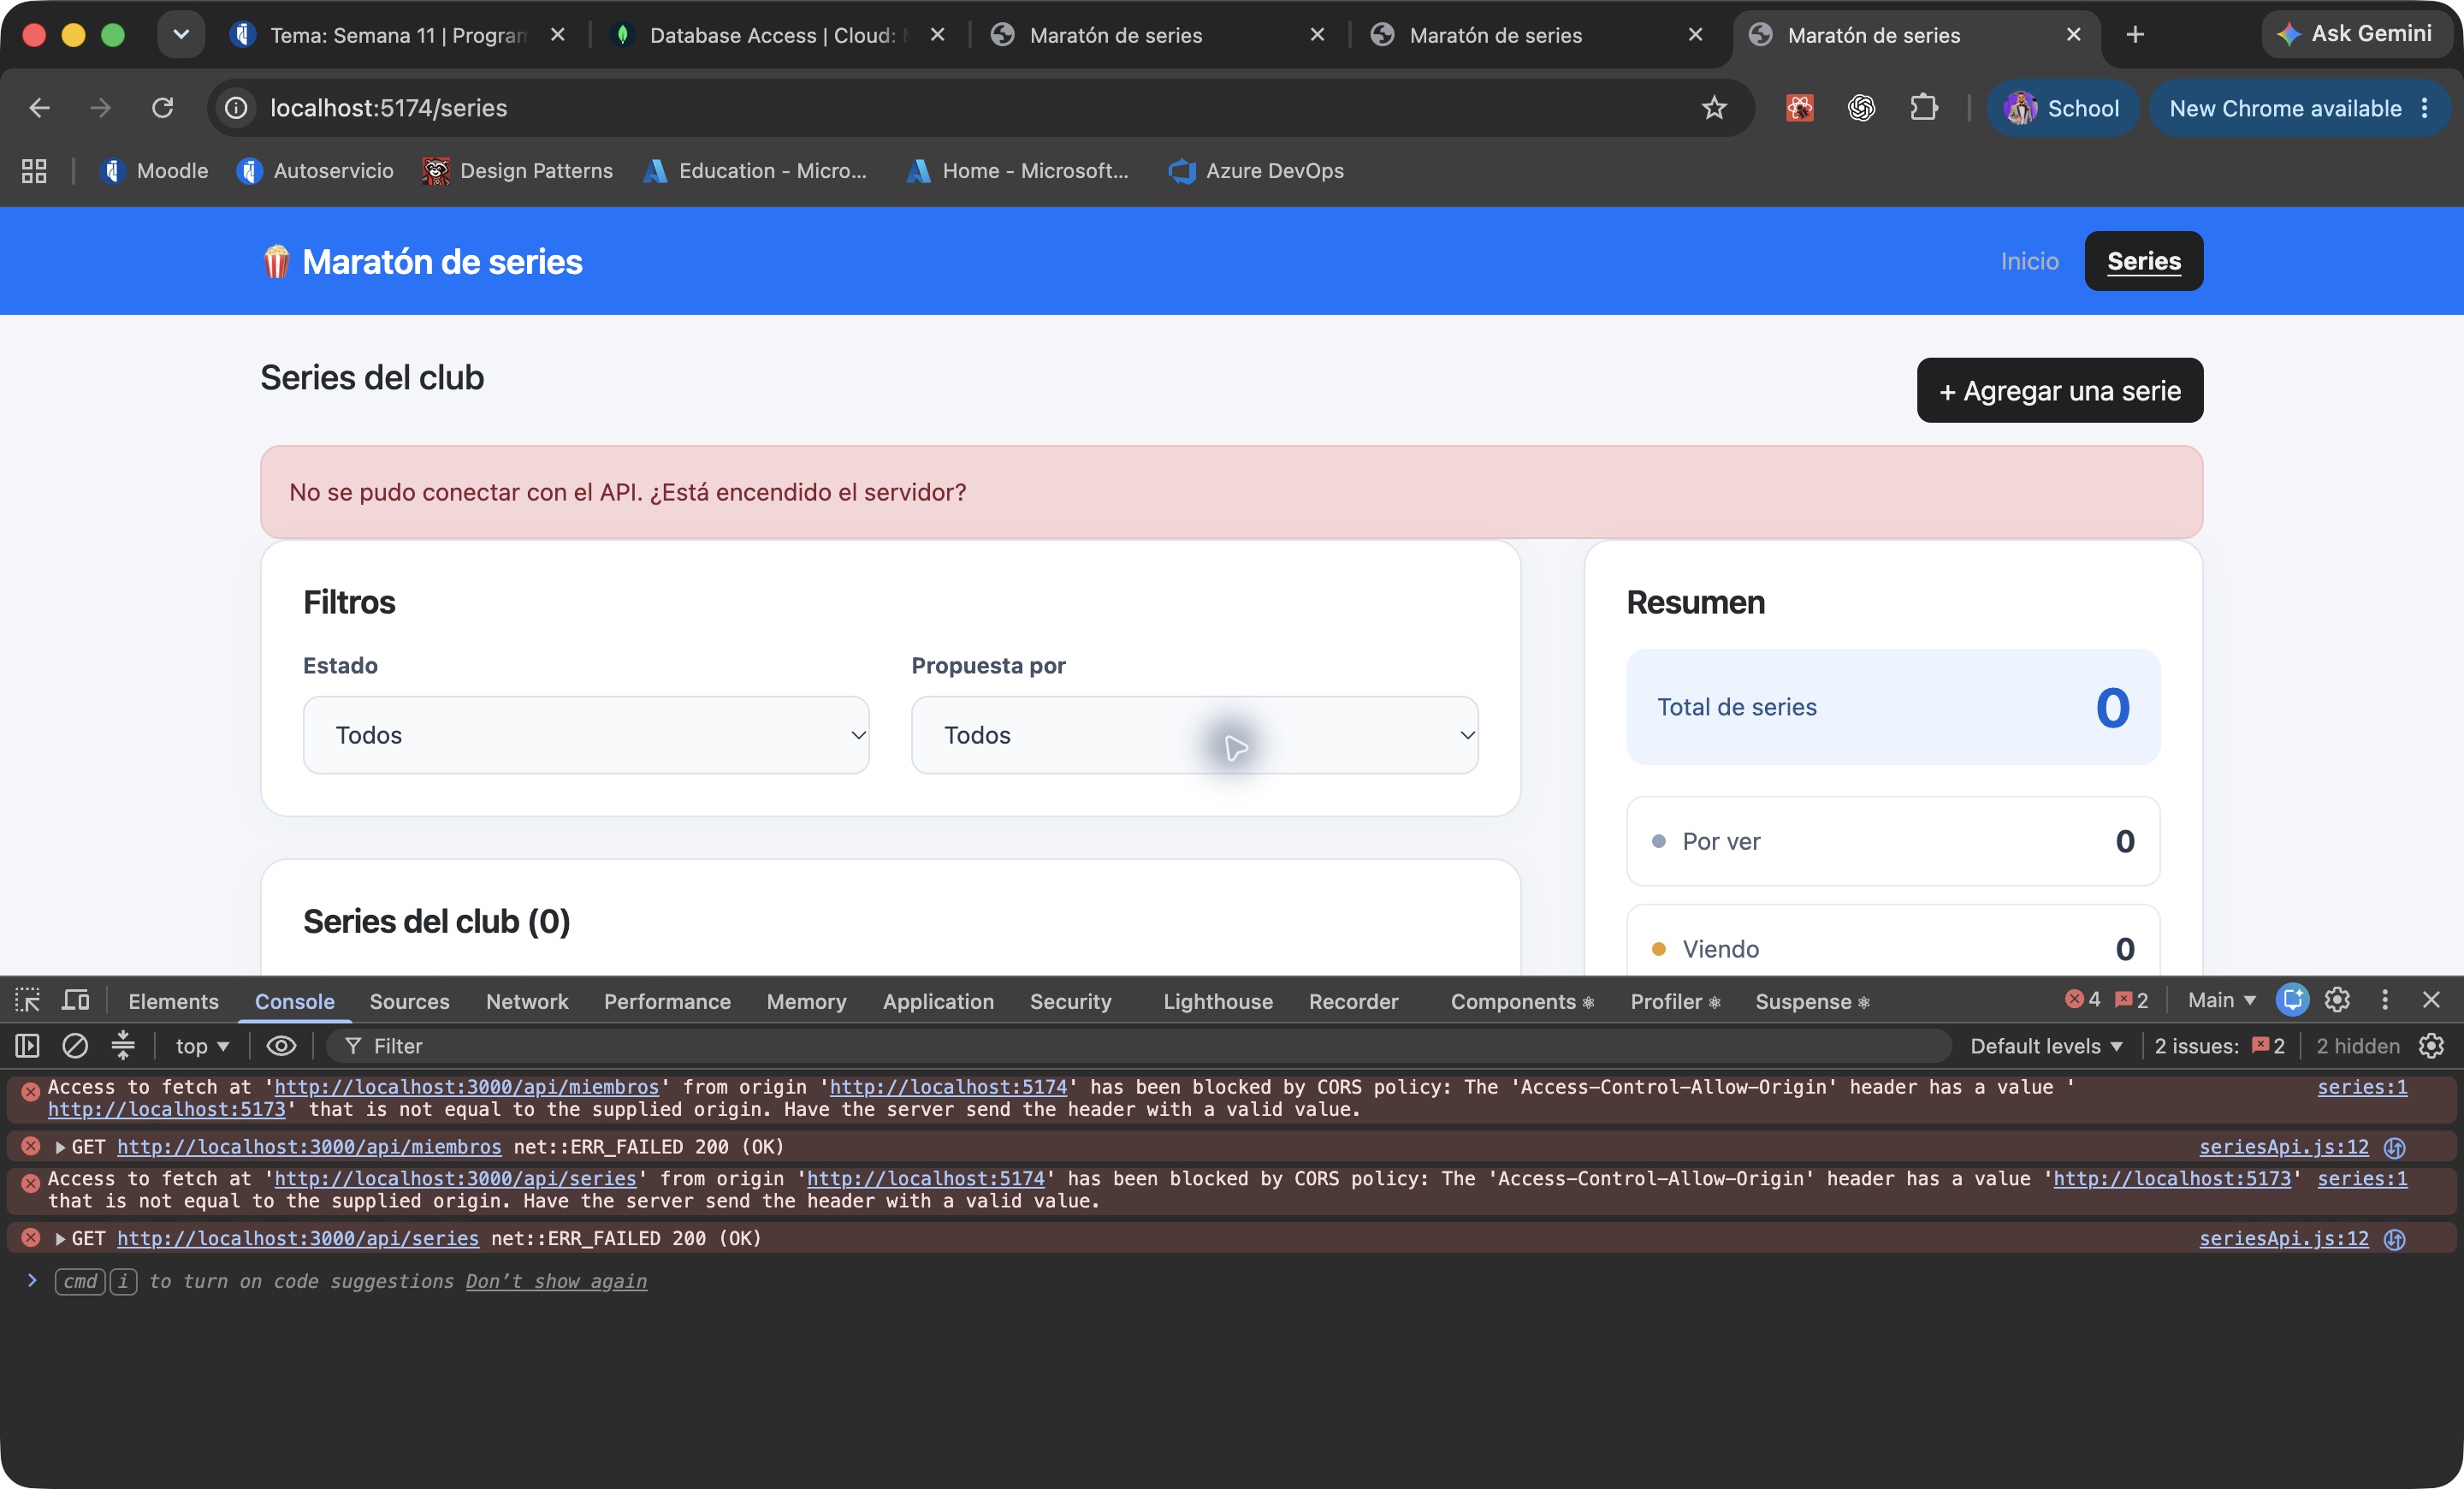 Tema: Semana 11 | Program
Database Access | Cloud:
Maratón de series
Maratón de series
Maratón de series
Ask Gemini
localhost:5174/series
School
New Chrome available
Moodle
Autoservicio
Design Patterns
Education - Micro...
Home - Microsoft...
Azure DevOps
🍿 Maratón de series
Inicio
Series
Series del club
+ Agregar una serie
No se pudo conectar con el API. ¿Está encendido el servidor?
Filtros
Estado
Propuesta por
Todos
Todos
Resumen
Total de series
0
Por ver
0
Viendo
0
Series del club (0)
Elements
Console
Sources
Network
Performance
Memory
Application
Security
Lighthouse
Recorder
Components ⚛
Profiler ⚛
Suspense ⚛
4
2
Main
top
Filter
Default levels
2 issues:
2
2 hidden
Access to fetch at 'http://localhost:3000/api/miembros' from origin 'http://localhost:5174' has been blocked by CORS policy: The 'Access-Control-Allow-Origin' header has a value '
series:1
http://localhost:5173' that is not equal to the supplied origin. Have the server send the header with a valid value.
GET http://localhost:3000/api/miembros net::ERR_FAILED 200 (OK)
seriesApi.js:12
Access to fetch at 'http://localhost:3000/api/series' from origin 'http://localhost:5174' has been blocked by CORS policy: The 'Access-Control-Allow-Origin' header has a value 'http://localhost:5173'
series:1
that is not equal to the supplied origin. Have the server send the header with a valid value.
GET http://localhost:3000/api/series net::ERR_FAILED 200 (OK)
seriesApi.js:12
cmd i to turn on code suggestions Don't show again